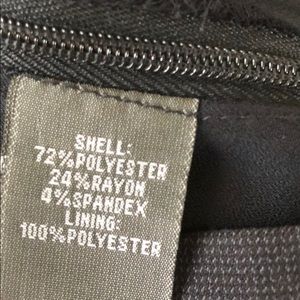 SHELL:
72%POLYESTER
24%RAYON
4%SPANDEX
LINING:
100%POLYESTER